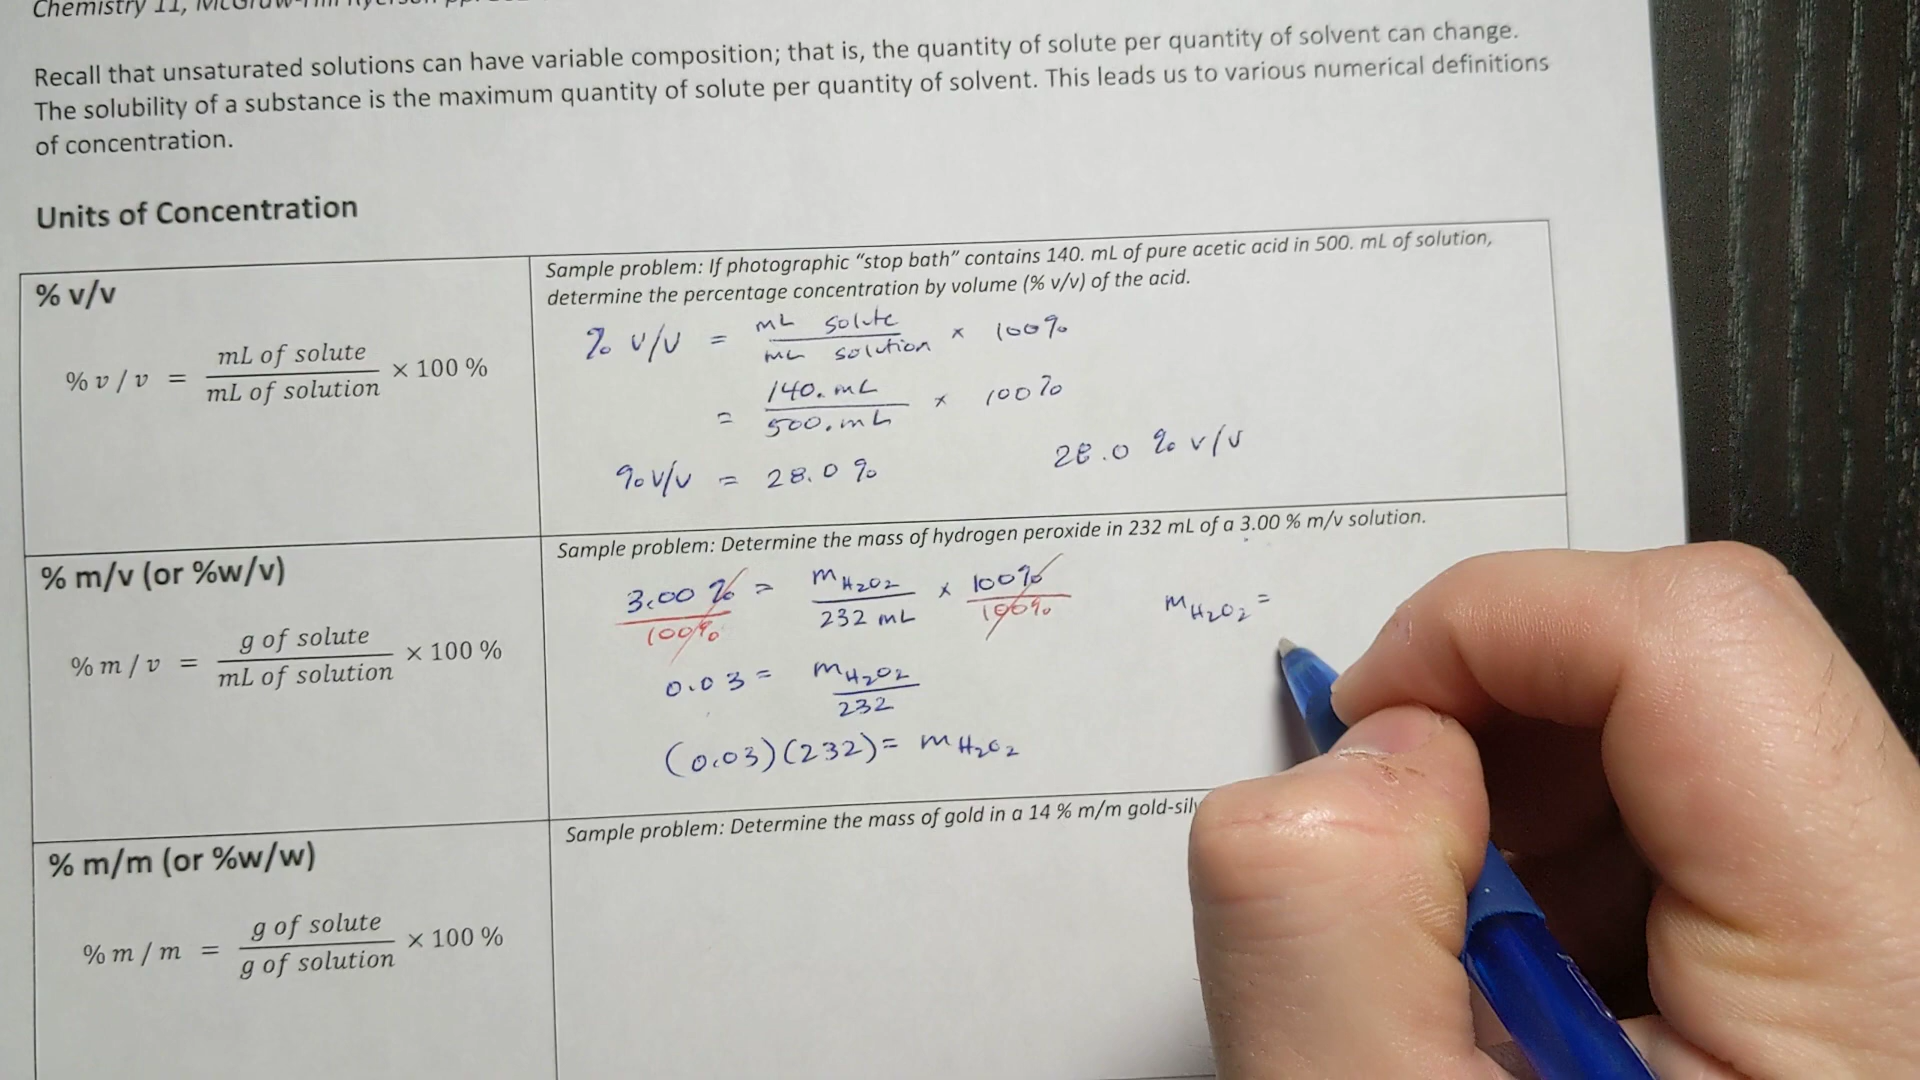 Chemistry 11, McGraw-Hill Ryerson
Recall that unsaturated solutions can have variable composition; that is, the quantity of solute per quantity of solvent can change.
The solubility of a substance is the maximum quantity of solute per quantity of solvent. This leads us to various numerical definitions
of concentration.
Units of Concentration
% v/v
% v / v = mL of solute / mL of solution × 100 %
Sample problem: If photographic “stop bath” contains 140. mL of pure acetic acid in 500. mL of solution,
determine the percentage concentration by volume (% v/v) of the acid.
% v/v = mL solute / mL solution × 100%
= 140. mL / 500. mL × 100%
% v/v = 28.0 %
28.0 % v/v
% m/v (or %w/v)
% m / v = g of solute / mL of solution × 100 %
Sample problem: Determine the mass of hydrogen peroxide in 232 mL of a 3.00 % m/v solution.
3.00 % / 100% = mH2O2 / 232 mL × 100% / 100%
0.03 = mH2O2 / 232
(0.03)(232) = mH2O2
mH2O2 =
% m/m (or %w/w)
% m / m = g of solute / g of solution × 100 %
Sample problem: Determine the mass of gold in a 14 % m/m gold-sil